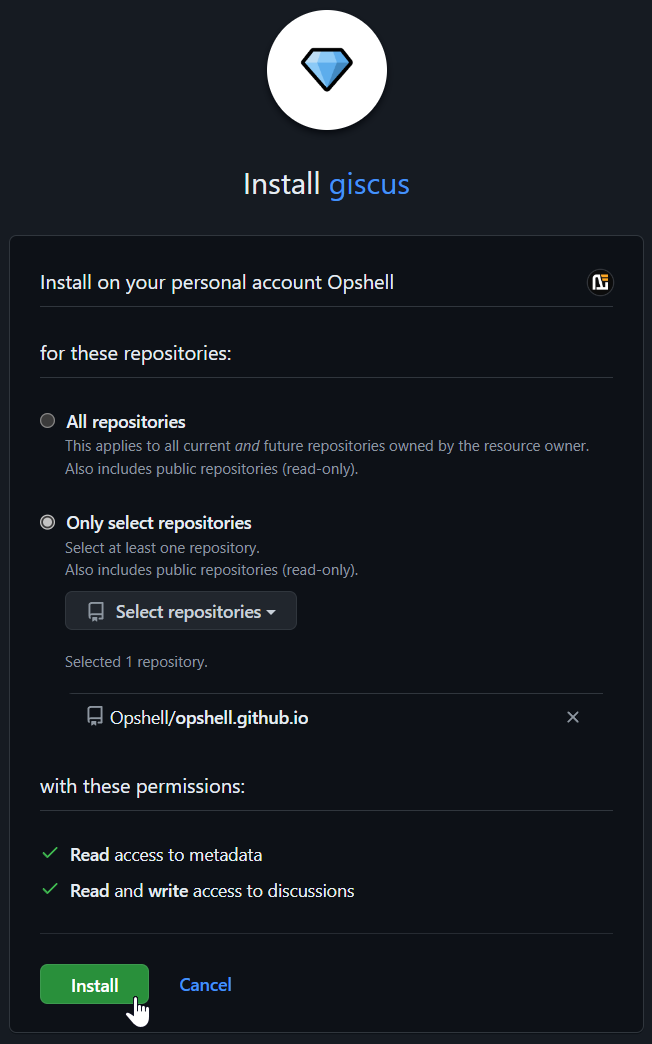 Install giscus
Install on your personal account Opshell
for these repositories:
All repositories
This applies to all current and future repositories owned by the resource owner.
Also includes public repositories (read-only).
Only select repositories
Select at least one repository.
Also includes public repositories (read-only).
Select repositories
Selected 1 repository.
Opshell/opshell.github.io
with these permissions:
Read access to metadata
Read and write access to discussions
Install Cancel